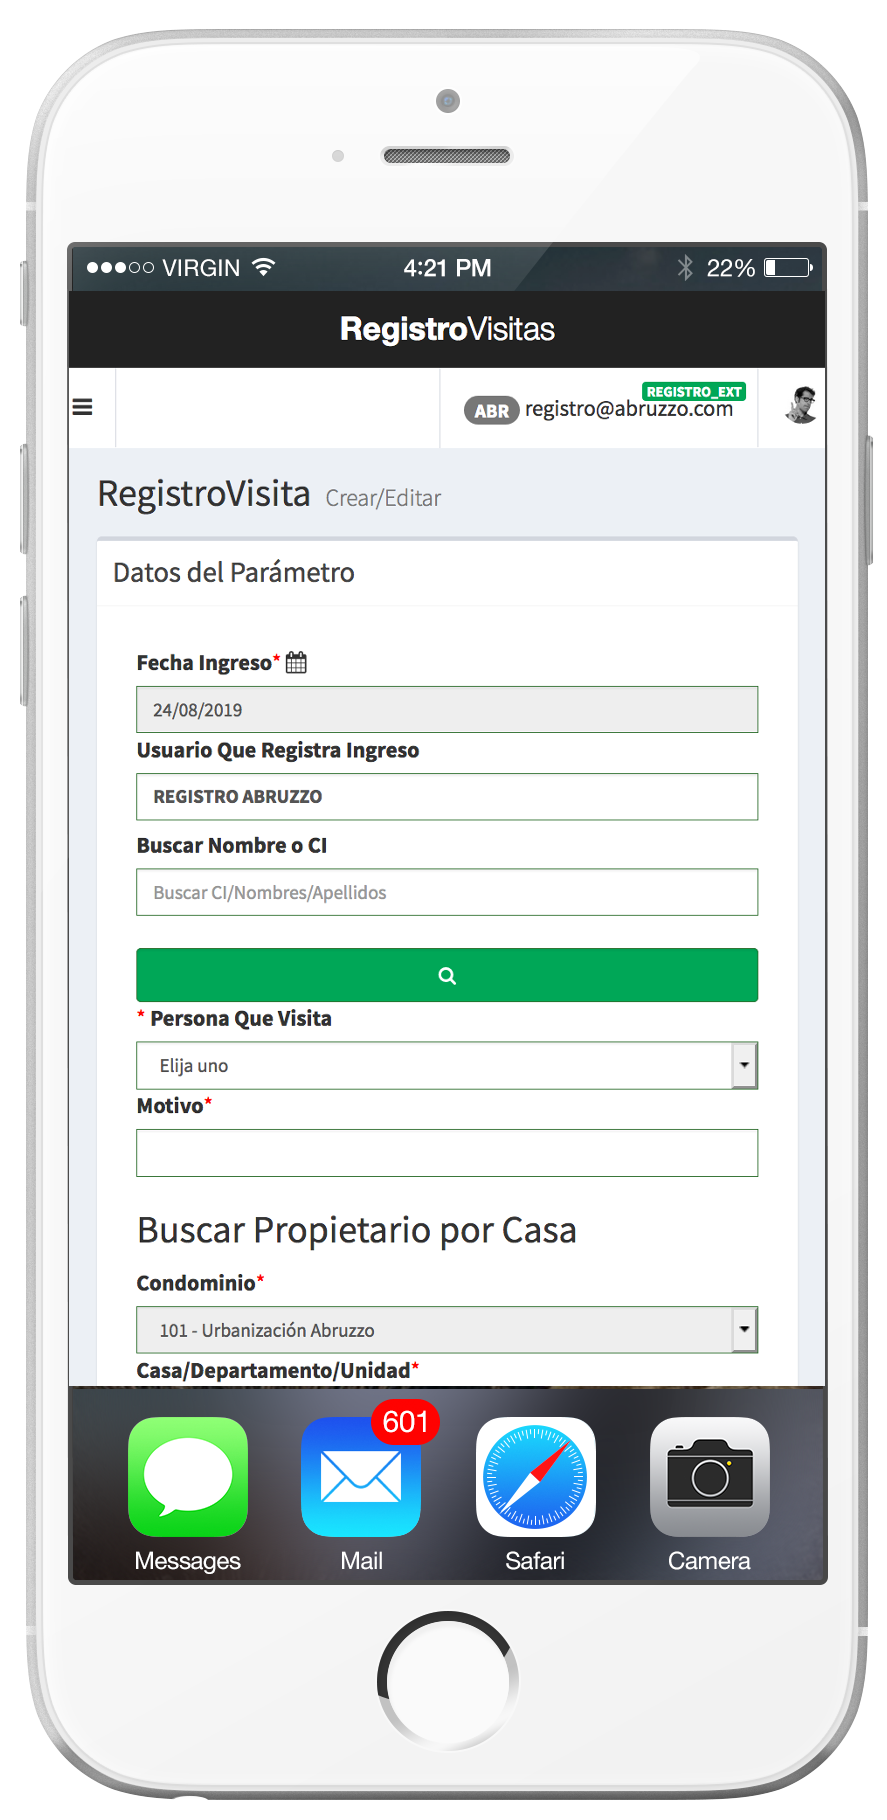 VIRGIN 4:21 PM 22%
RegistroVisitas
REGISTRO_EXT
ABR registro@abruzzo.com
RegistroVisita Crear/Editar
Datos del Parámetro
Fecha Ingreso*
24/08/2019
Usuario Que Registra Ingreso
REGISTRO ABRUZZO
Buscar Nombre o CI
Buscar CI/Nombres/Apellidos
* Persona Que Visita
Elija uno
Motivo*
Buscar Propietario por Casa
Condominio*
101 - Urbanización Abruzzo
Casa/Departamento/Unidad*
601
Messages Mail Safari Camera